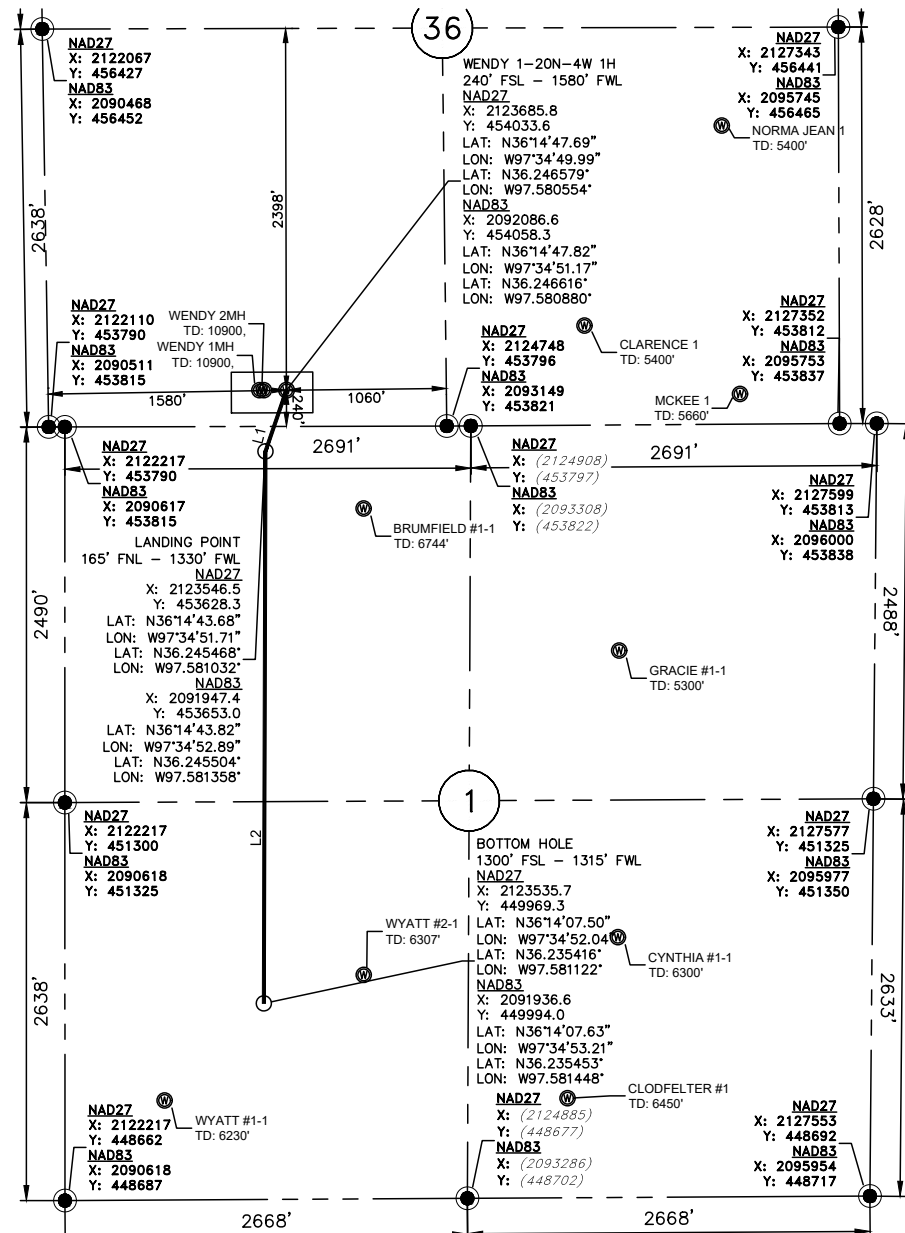 36
NAD27
X: 2122067
Y: 456427
NAD83
X: 2090468
Y: 456452
WENDY 1-20N-4W 1H
240' FSL - 1580' FWL
NAD27
X: 2123685.8
Y: 454033.6
LAT: N36°14'47.69"
LON: W97°34'49.99"
LAT: N36.246579°
LON: W97.580554°
NAD83
X: 2092086.6
Y: 454058.3
LAT: N36°14'47.82"
LON: W97°34'51.17"
LAT: N36.246616°
LON: W97.580880°
NAD27
X: 2127343
Y: 456441
NAD83
X: 2095745
Y: 456465
NORMA JEAN 1
TD: 5400'
2638'
2398'
2628'
NAD27
X: 2122110
Y: 453790
NAD83
X: 2090511
Y: 453815
WENDY 2MH
TD: 10900,
WENDY 1MH
TD: 10900,
NAD27
X: 2124748
Y: 453796
NAD83
X: 2093149
Y: 453821
CLARENCE 1
TD: 5400'
NAD27
X: 2127352
Y: 453812
NAD83
X: 2095753
Y: 453837
MCKEE 1
TD: 5660'
1580'
1060'
240'
L1
2691'
2691'
NAD27
X: 2122217
Y: 453790
NAD83
X: 2090617
Y: 453815
NAD27
X: (2124908)
Y: (453797)
NAD83
X: (2093308)
Y: (453822)
NAD27
X: 2127599
Y: 453813
NAD83
X: 2096000
Y: 453838
BRUMFIELD #1-1
TD: 6744'
LANDING POINT
165' FNL - 1330' FWL
NAD27
X: 2123546.5
Y: 453628.3
LAT: N36°14'43.68"
LON: W97°34'51.71"
LAT: N36.245468°
LON: W97.581032°
NAD83
X: 2091947.4
Y: 453653.0
LAT: N36°14'43.82"
LON: W97°34'52.89"
LAT: N36.245504°
LON: W97.581358°
2490'
2488'
GRACIE #1-1
TD: 5300'
1
L2
NAD27
X: 2122217
Y: 451300
NAD83
X: 2090618
Y: 451325
BOTTOM HOLE
1300' FSL - 1315' FWL
NAD27
X: 2123535.7
Y: 449969.3
LAT: N36°14'07.50"
LON: W97°34'52.04"
LAT: N36.235416°
LON: W97.581122°
NAD83
X: 2091936.6
Y: 449994.0
LAT: N36°14'07.63"
LON: W97°34'53.21"
LAT: N36.235453°
LON: W97.581448°
NAD27
X: 2127577
Y: 451325
NAD83
X: 2095977
Y: 451350
WYATT #2-1
TD: 6307'
CYNTHIA #1-1
TD: 6300'
2638'
2633'
WYATT #1-1
TD: 6230'
CLODFELTER #1
TD: 6450'
NAD27
X: 2122217
Y: 448662
NAD83
X: 2090618
Y: 448687
NAD27
X: (2124885)
Y: (448677)
NAD83
X: (2093286)
Y: (448702)
NAD27
X: 2127553
Y: 448692
NAD83
X: 2095954
Y: 448717
2668'
2668'
W
W
W
W
W
W
W
W
W
W
W